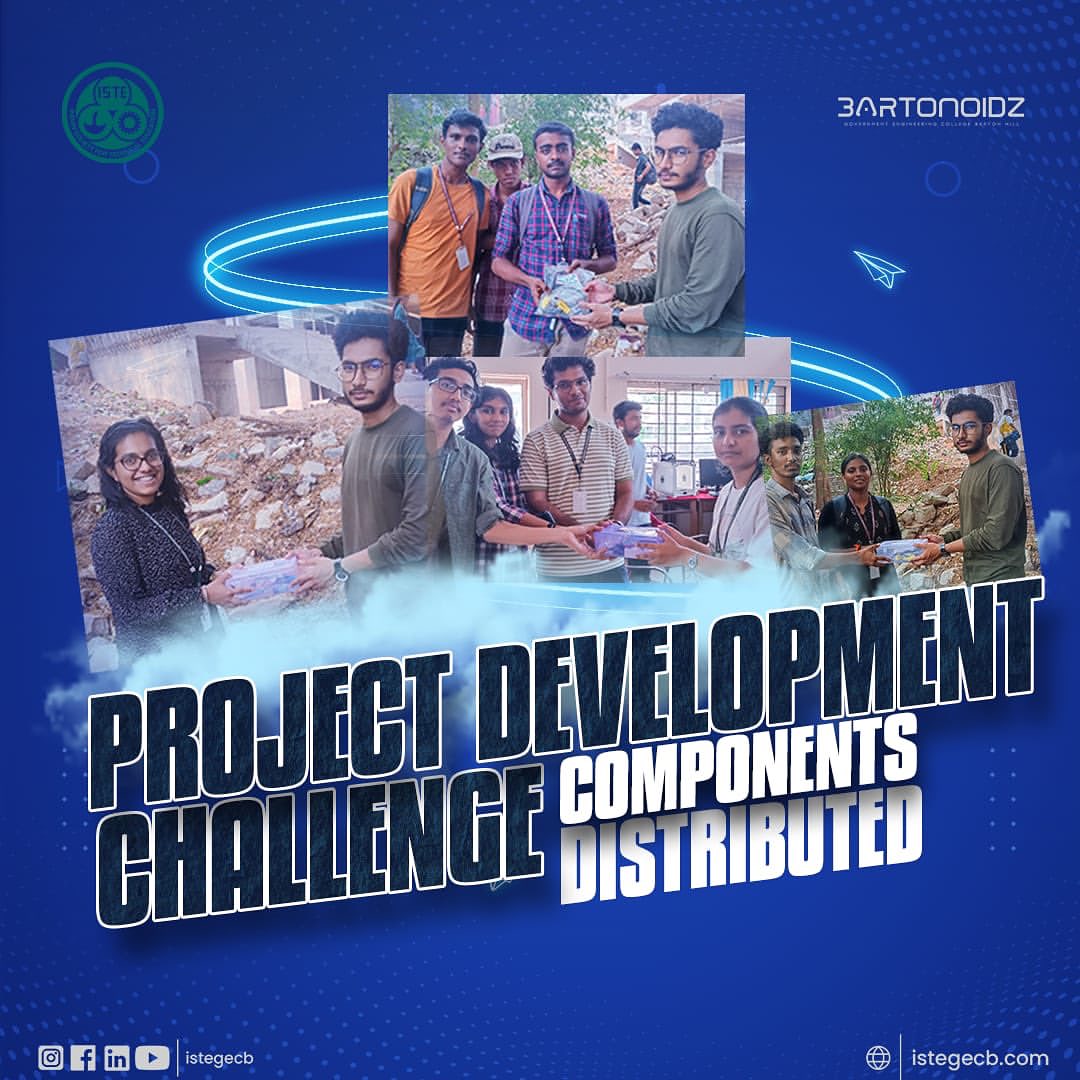 ISTE
BARTONOIDZ
GOVERNMENT ENGINEERING COLLEGE BARTON HILL
PROJECT DEVELOPMENT
CHALLENGE
COMPONENTS
DISTRIBUTED
istegecb
istegecb.com